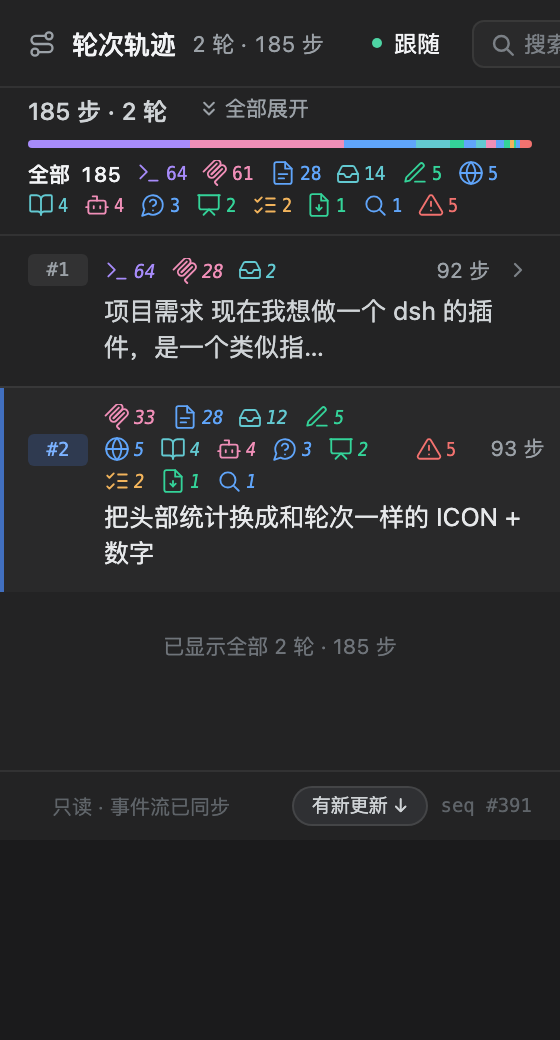 轮次轨迹 2 轮 · 185 步 跟随 搜索
185 步 · 2 轮 全部展开
全部 185 64 61 28 14 5 5
4 4 3 2 2 1 1 5
#1 64 28 2 92 步
项目需求 现在我想做一个 dsh 的插
件，是一个类似指...
33 28 12 5
#2 5 4 4 3 2 5 93 步
2 1 1
把头部统计换成和轮次一样的 ICON +
数字
已显示全部 2 轮 · 185 步
只读 · 事件流已同步 有新更新 ↓ seq #391